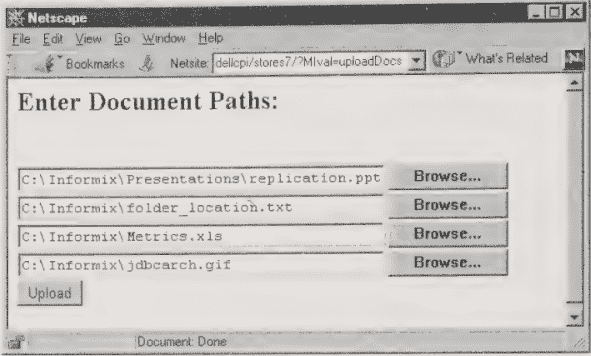 Netscape
File Edit View Go Window Help
Bookmarks Netsite: dellcpi/stores7/?MIval=uploadDocs What's Related
Enter Document Paths:
C:\Informix\Presentations\replication.ppt Browse...
C:\Informix\folder_location.txt Browse...
C:\Informix\Metrics.xls Browse...
C:\Informix\jdbcarch.gif Browse...
Upload
Document: Done